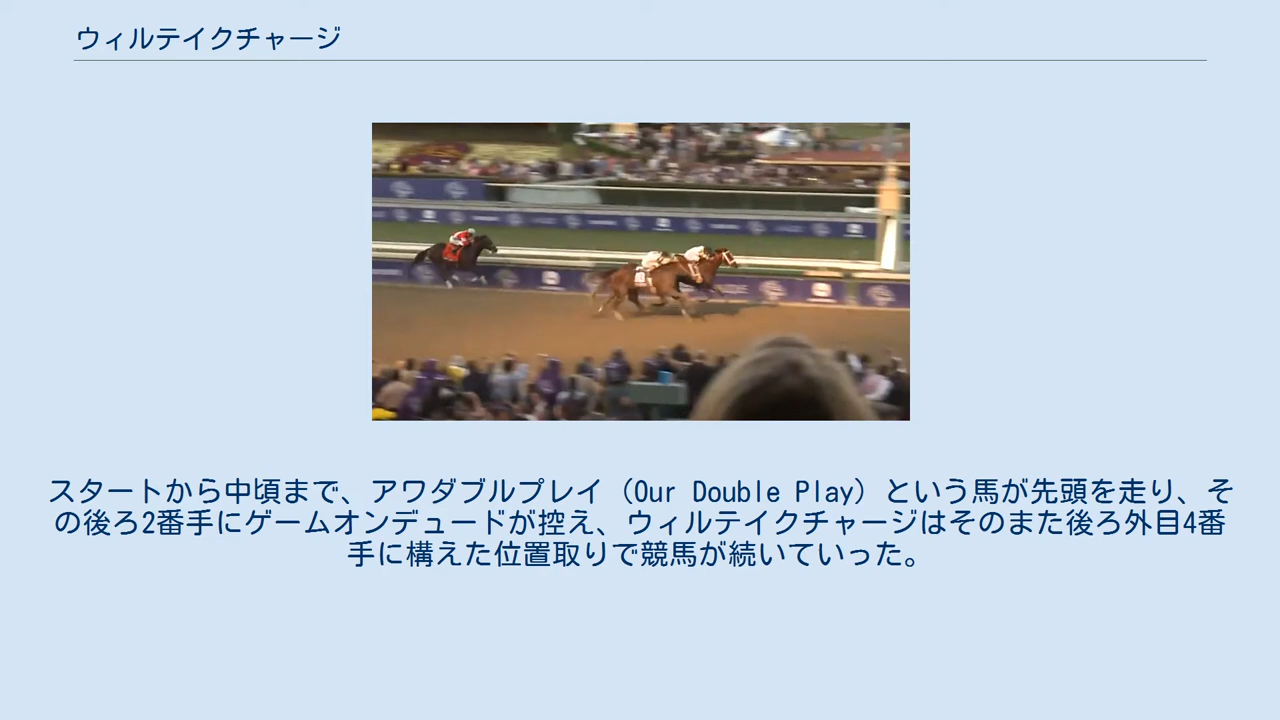 ウィルテイクチャージ
スタートから中頃まで、アワダブルプレイ（Our Double Play）という馬が先頭を走り、そ
の後ろ2番手にゲームオンデュードが控え、ウィルテイクチャージはそのまた後ろ外目4番
手に構えた位置取りで競馬が続いていった。